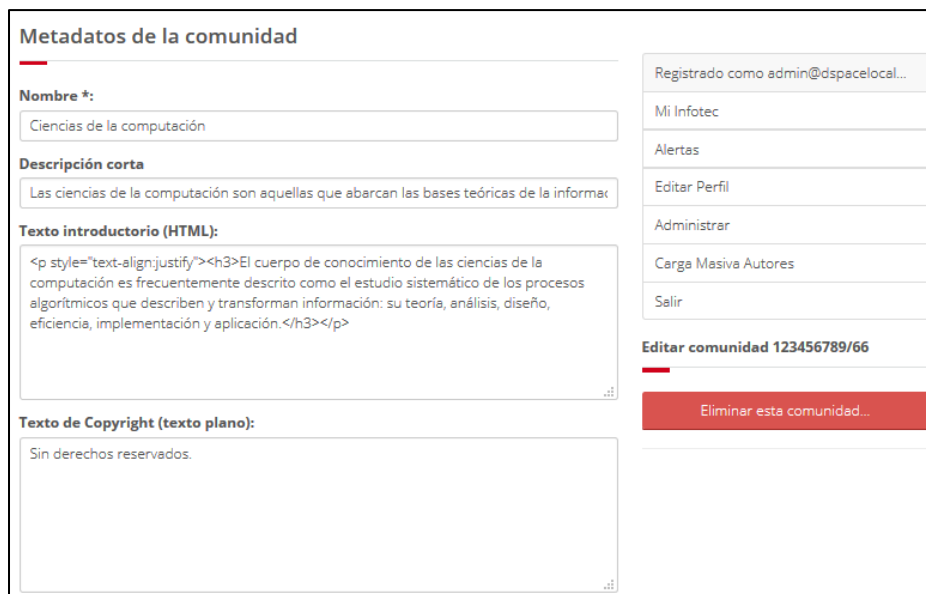 Metadatos de la comunidad
Nombre *:
Ciencias de la computación
Descripción corta
Las ciencias de la computación son aquellas que abarcan las bases teóricas de la informac
Texto introductorio (HTML):
<p style="text-align:justify"><h3>El cuerpo de conocimiento de las ciencias de la
computación es frecuentemente descrito como el estudio sistemático de los procesos
algorítmicos que describen y transforman información: su teoría, análisis, diseño,
eficiencia, implementación y aplicación.</h3></p>
Texto de Copyright (texto plano):
Sin derechos reservados.
Registrado como admin@dspacelocal...
Mi Infotec
Alertas
Editar Perfil
Administrar
Carga Masiva Autores
Salir
Editar comunidad 123456789/66
Eliminar esta comunidad...